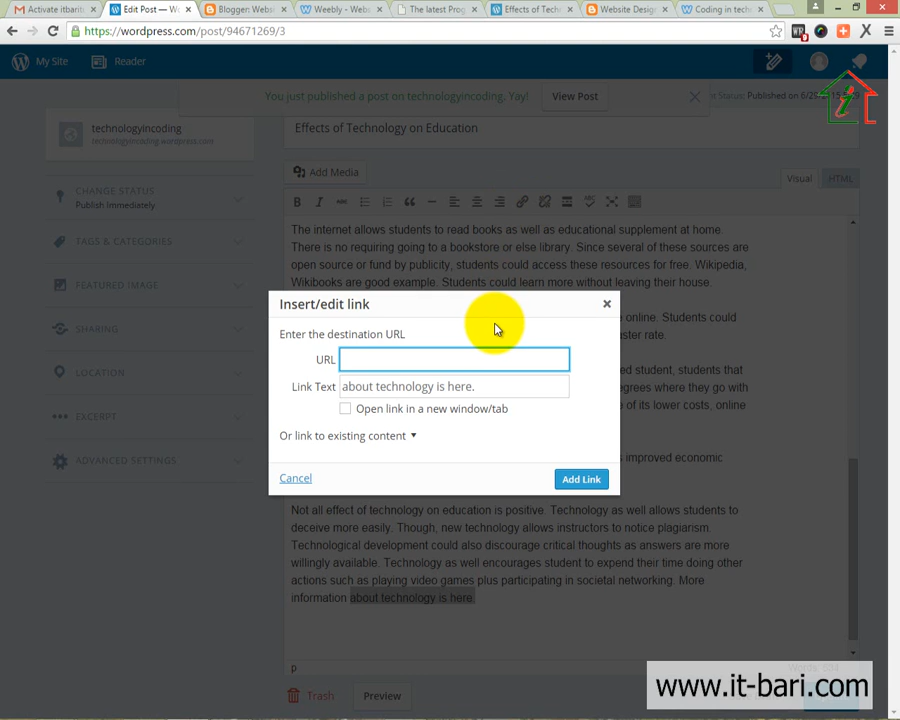 Activate itbarit
Edit Post — Wo
Blogger: Webs
Weebly - Webs
The latest Prog
Effects of Tech
Website Design
Coding in tech
https://wordpress.com/post/94671269/3
My Site
Reader
You just published a post on technologyincoding. Yay!
View Post
Status: Published on 6/2
technologyincoding
technologyincoding.wordpress.com
Effects of Technology on Education
Add Media
Visual
HTML
CHANGE STATUS
Publish immediately
TAGS & CATEGORIES
FEATURED IMAGE
SHARING
LOCATION
EXCERPT
ADVANCED SETTINGS
The internet allows students to read books as well as educational supplement at home.
There is no requiring going to a bookstore or else library. Since several of these sources are
open source or fund by publicity, students could access these resources for free. Wikipedia,
Wikibooks are good example. Students could learn more without leaving their house.
online. Students could
uster rate.
ed student, students that
egrees where they go with
of its lower costs, online
s improved economic
Insert/edit link
Enter the destination URL
URL
Link Text about technology is here.
Open link in a new window/tab
Or link to existing content
Cancel
Add Link
Not all effect of technology on education is positive. Technology as well allows students to
deceive more easily. Though, new technology allows instructors to notice plagiarism.
Technological development could also discourage critical thoughts as answers are more
willingly available. Technology as well encourages student to expend their time doing other
actions such as playing video games plus participating in societal networking. More
information about technology is here.
p
Trash
Preview
www.it-bari.com